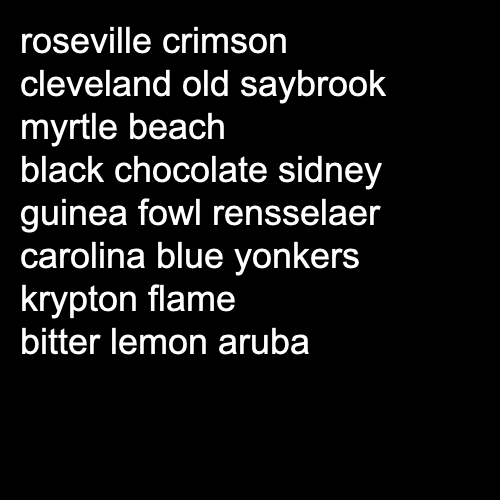 roseville crimson
cleveland old saybrook
myrtle beach
black chocolate sidney
guinea fowl rensselaer
carolina blue yonkers
krypton flame
bitter lemon aruba